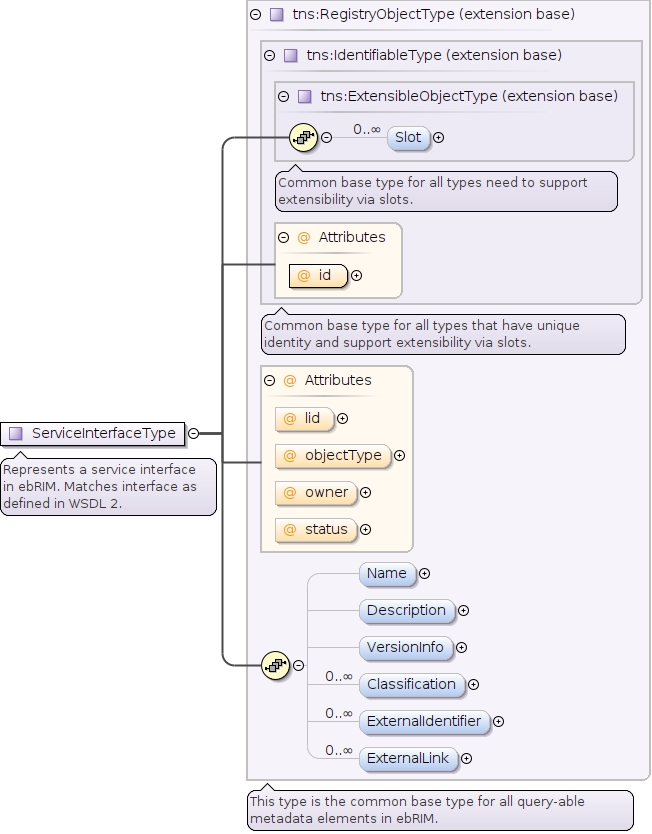 tns:RegistryObjectType (extension base)
tns:IdentifiableType (extension base)
tns:ExtensibleObjectType (extension base)
0..∞
Slot
Common base type for all types need to support
extensibility via slots.
@ Attributes
@ id
Common base type for all types that have unique
identity and support extensibility via slots.
@ Attributes
@ lid
@ objectType
@ owner
@ status
ServiceInterfaceType
Represents a service interface
in ebRIM. Matches interface as
defined in WSDL 2.
Name
Description
VersionInfo
0..∞
Classification
0..∞
ExternalIdentifier
0..∞
ExternalLink
This type is the common base type for all query-able
metadata elements in ebRIM.